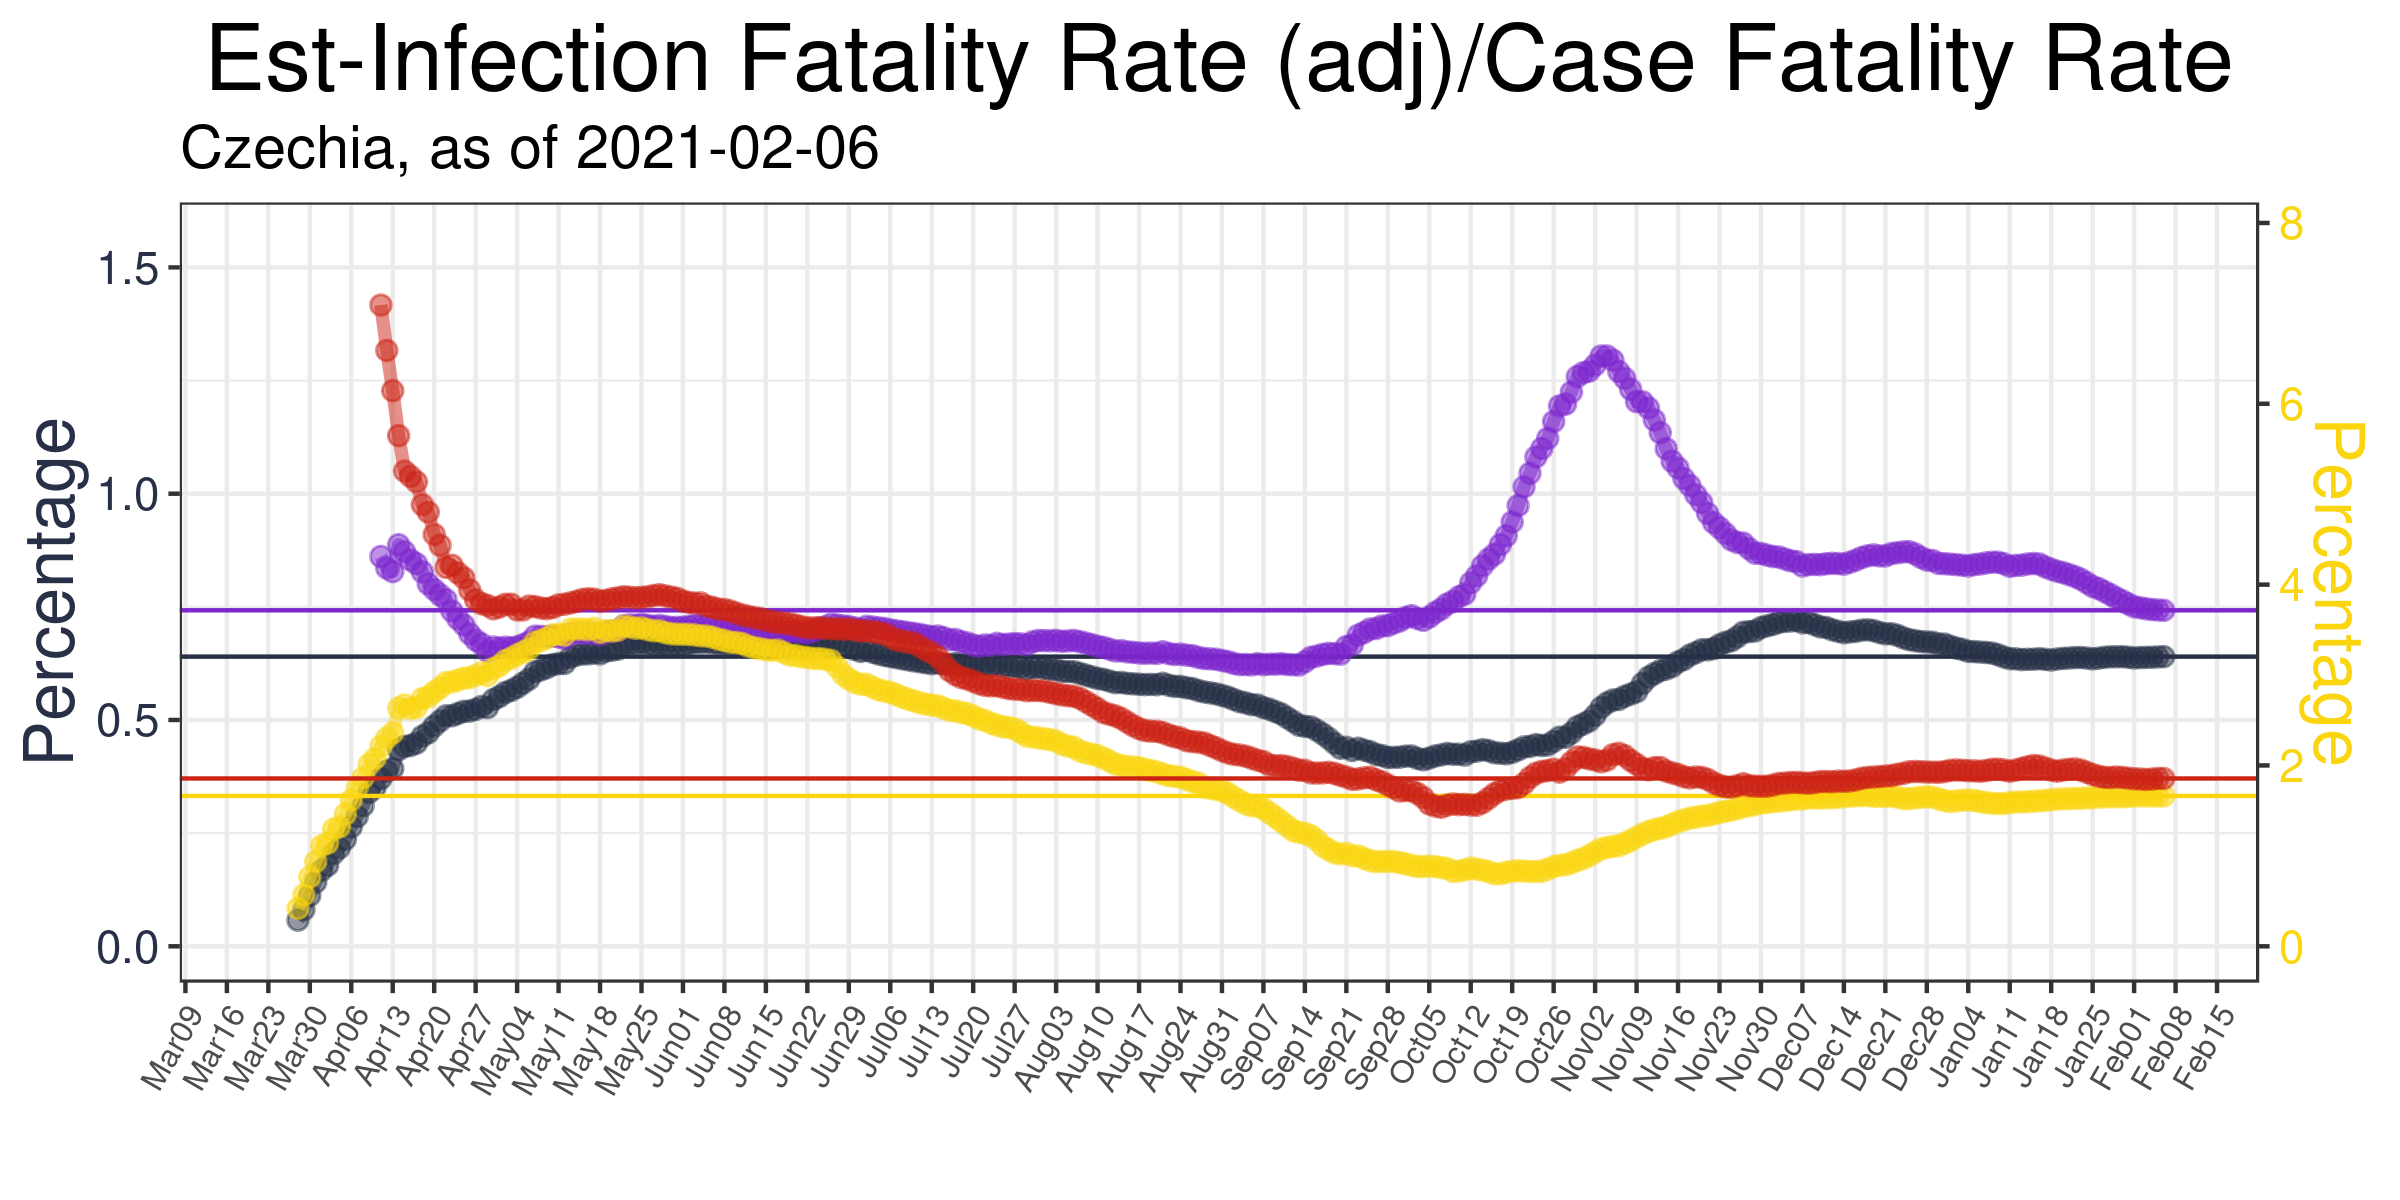 Est-Infection Fatality Rate (adj)/Case Fatality Rate
Czechia, as of 2021-02-06
Percentage
1.5
1.0
0.5
0.0
8
6
4
2
0
Percentage
Mar09
Mar16
Mar23
Mar30
Apr06
Apr13
Apr20
Apr27
May04
May11
May18
May25
Jun01
Jun08
Jun15
Jun22
Jun29
Jul06
Jul13
Jul20
Jul27
Aug03
Aug10
Aug17
Aug24
Aug31
Sep07
Sep14
Sep21
Sep28
Oct05
Oct12
Oct19
Oct26
Nov02
Nov09
Nov16
Nov23
Nov30
Dec07
Dec14
Dec21
Dec28
Jan04
Jan11
Jan18
Jan25
Feb01
Feb08
Feb15